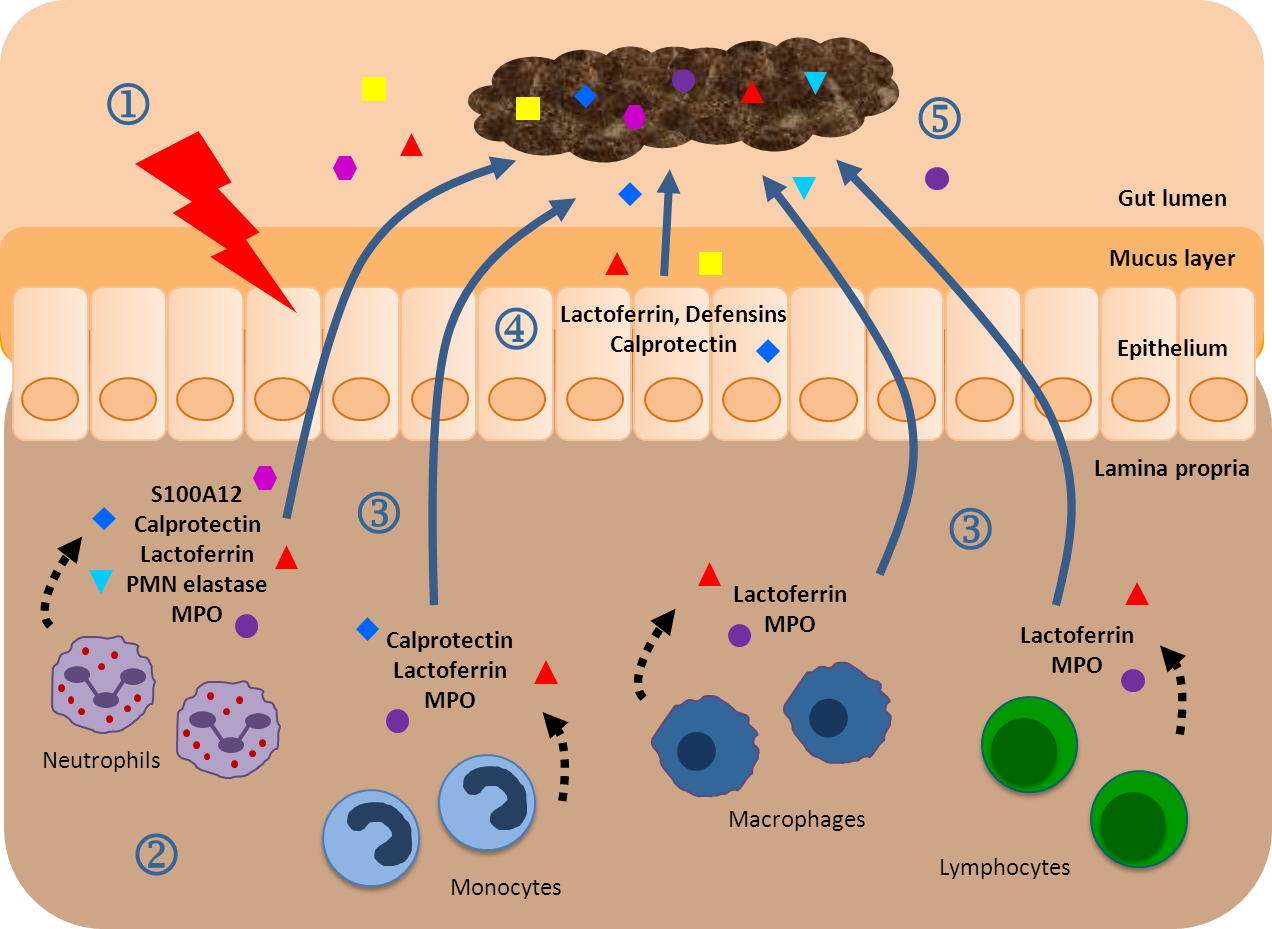 ①
⑤
Gut lumen
Mucus layer
④
Lactoferrin, Defensins
Calprotectin
Epithelium
Lamina propria
S100A12
Calprotectin
Lactoferrin
PMN elastase
MPO
③
③
Calprotectin
Lactoferrin
MPO
Lactoferrin
MPO
Lactoferrin
MPO
Neutrophils
Monocytes
Macrophages
Lymphocytes
②